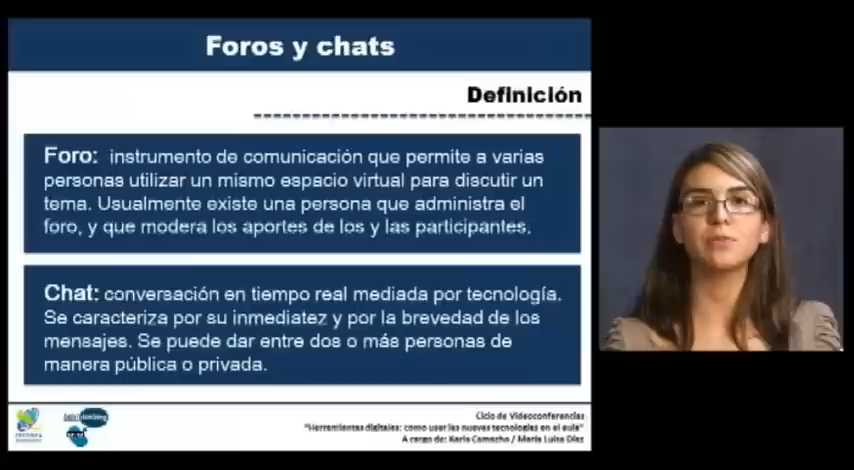 Foros y chats
Definición
Foro: instrumento de comunicación que permite a varias
personas utilizar un mismo espacio virtual para discutir un
tema. Usualmente existe una persona que administra el
foro, y que modera los aportes de los y las participantes.
Chat: conversación en tiempo real mediada por tecnología.
Se caracteriza por su inmediatez y por la brevedad de los
mensajes. Se puede dar entre dos o más personas de
manera pública o privada.
Ciclo de Videoconferencias
"Herramientas digitales: como usar las nuevas tecnologías en el aula"
A cargo de: Karla Camacho / María Luisa Díez